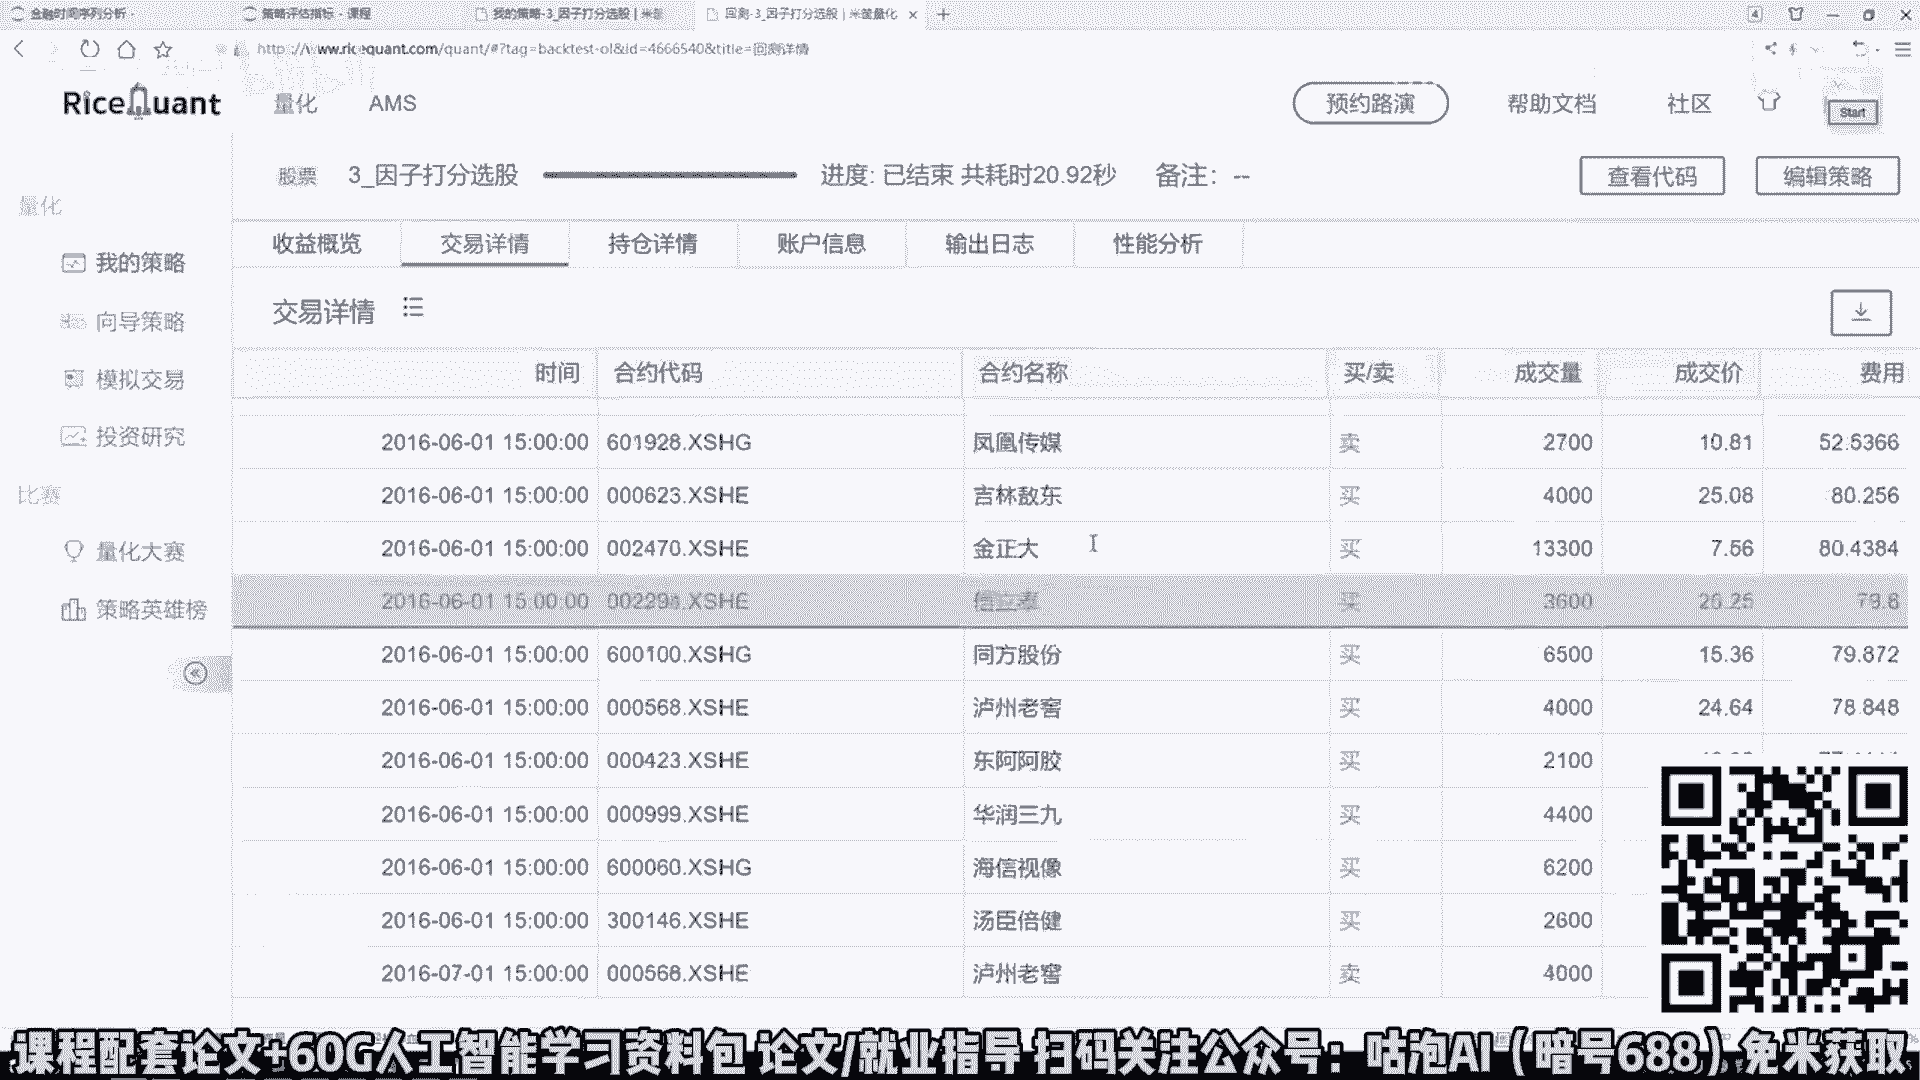 金融时间序列分析 -
策略评估指标 - 课程
我的策略-3_因子打分选股 | 米筐
回测-3_因子打分选股 | 米筐量化
4
www.ricequant.com/quant/#?tag=backtest-ol&id=4666540&title=回测详情
RiceQuant
量化
AMS
预约路演
帮助文档
社区
Start
股票 3_因子打分选股 进度: 已结束 共耗时20.92秒 备注: --
查看代码
编辑策略
量化
我的策略
向导策略
模拟交易
投资研究
比赛
量化大赛
策略英雄榜
收益概览 交易详情 持仓详情 账户信息 输出日志 性能分析
交易详情
时间 合约代码 合约名称 买/卖 成交量 成交价 费用
2016-06-01 15:00:00 601928.XSHG 凤凰传媒 卖 2700 10.81 52.5366
2016-06-01 15:00:00 000623.XSHE 吉林敖东 买 4000 25.08 80.256
2016-06-01 15:00:00 002470.XSHE 金正大 买 13300 7.56 80.4384
2016-06-01 15:00:00 002294.XSHE 信立泰 买 3600
2016-06-01 15:00:00 600100.XSHG 同方股份 买 6500 15.36 79.872
2016-06-01 15:00:00 000568.XSHE 泸州老窖 买 4000 24.64 78.848
2016-06-01 15:00:00 000423.XSHE 东阿阿胶 买 2100
2016-06-01 15:00:00 000999.XSHE 华润三九 买 4400
2016-06-01 15:00:00 600060.XSHG 海信视像 买 6200
2016-06-01 15:00:00 300146.XSHE 汤臣倍健 买 2600
2016-07-01 15:00:00 000568.XSHE 泸州老窖 卖 4000
课程配套论文+60G人工智能学习资料包 论文/就业指导 扫码关注公众号：咕泡AI（暗号688）免米获取